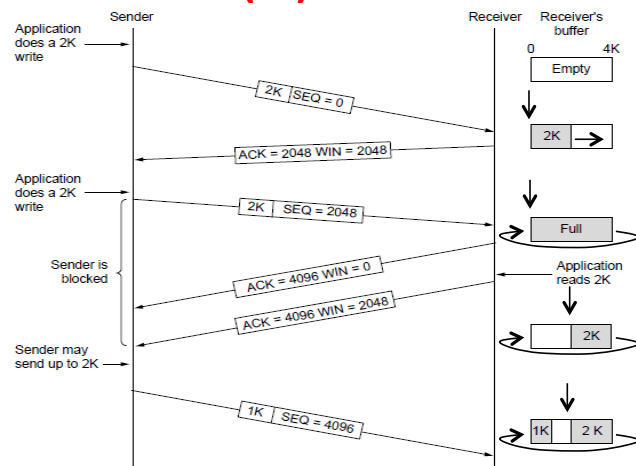 Sender
Receiver
Receiver's
buffer
Application
does a 2K
write
0 4K
Empty
2K SEQ = 0
2K
ACK = 2048 WIN = 2048
Application
does a 2K
write
2K SEQ = 2048
Full
Sender is
blocked
ACK = 4096 WIN = 0
Application
reads 2K
ACK = 4096 WIN = 2048
2K
Sender may
send up to 2K
1K SEQ = 4096
1K 2 K